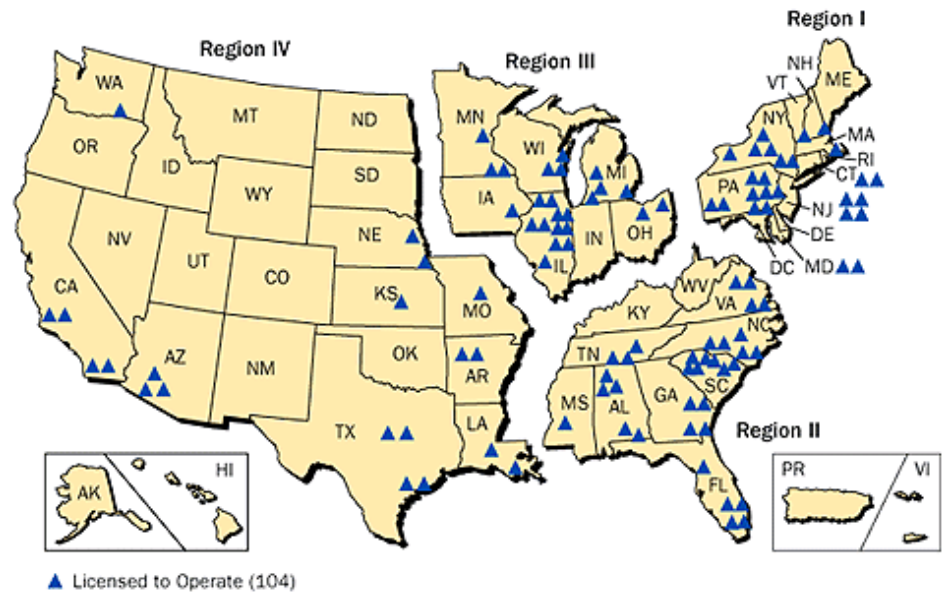 Region I
Region IV
Region III
NH
VT
ME
WA
MT
ND
MN
NY
OR
MA
ID
WI
SD
MI
RI
CT
WY
PA
IA
NJ
NE
NV
OH
IN
DE
UT
IL
CO
DC
MD
CA
WV
KS
VA
MO
KY
NC
OK
TN
AZ
NM
AR
SC
GA
MS
AL
LA
TX
Region II
HI
PR
VI
FL
AK
Licensed to Operate (104)